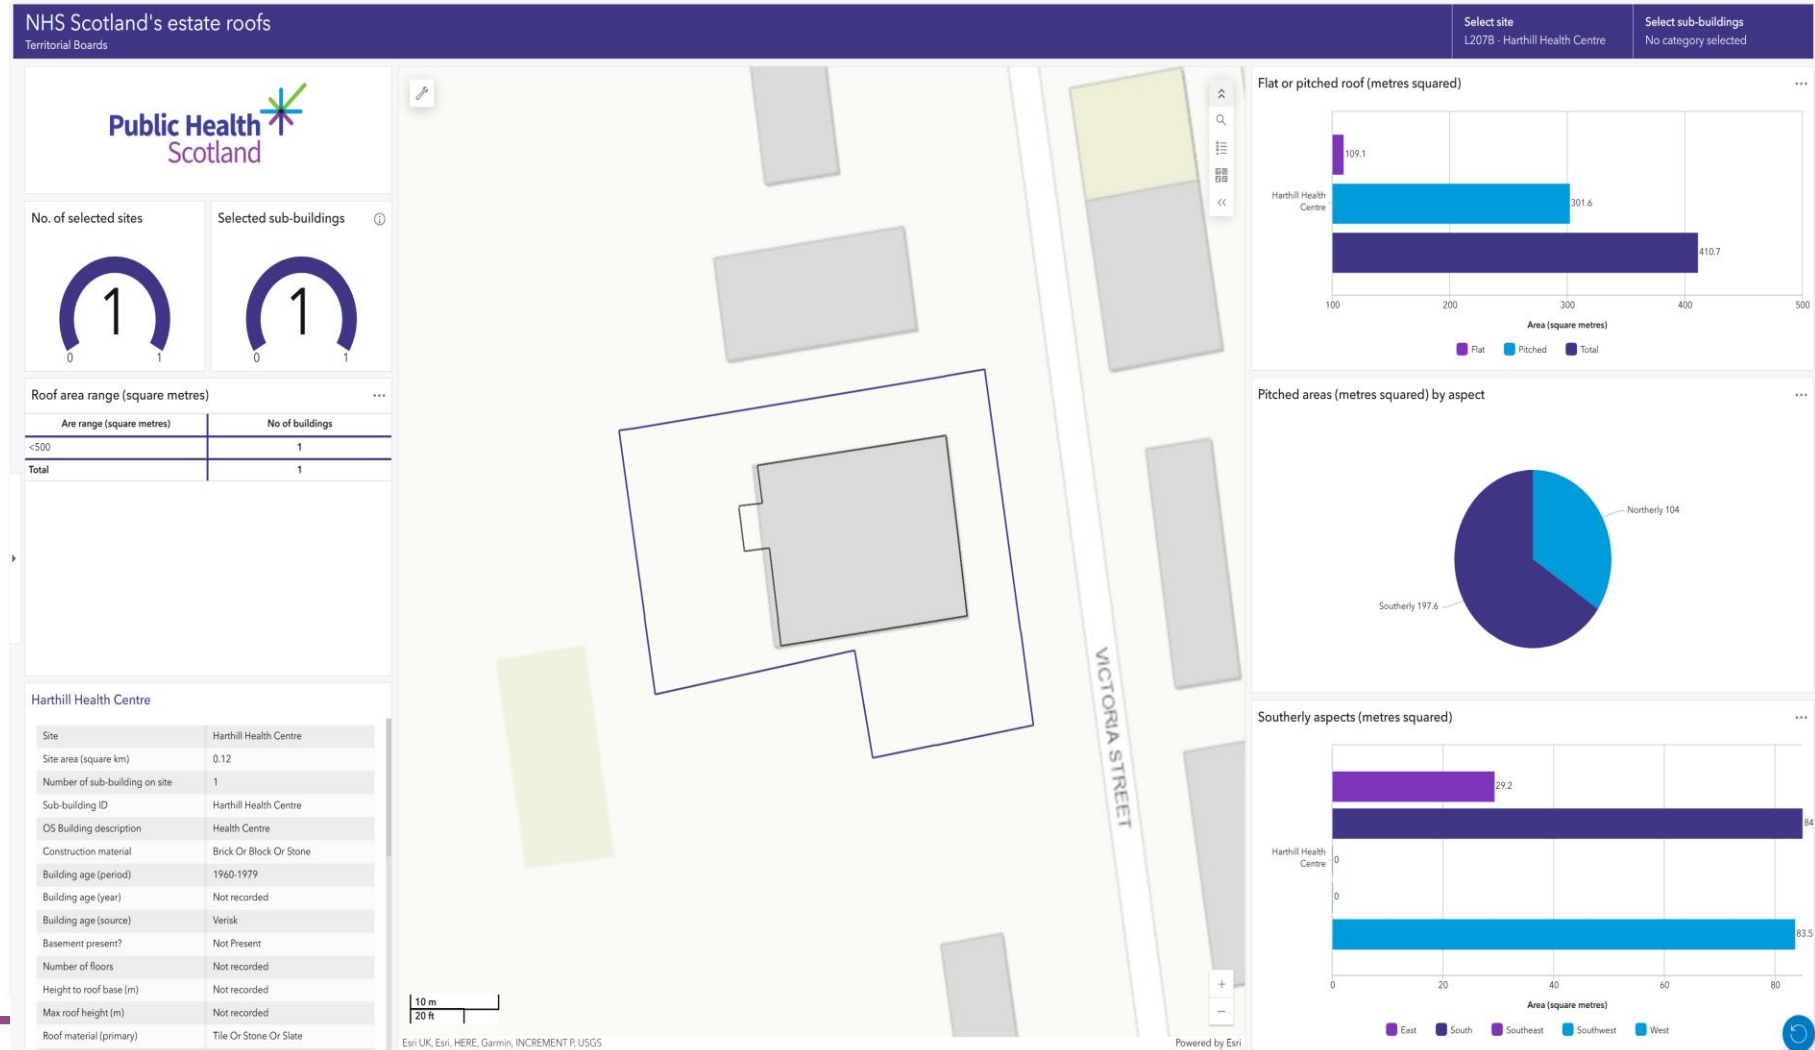 NHS Scotland's estate roofs
Territorial Boards
Select site
L207B - Harthill Health Centre
Select sub-buildings
No category selected
Public Health
Scotland
No. of selected sites
1
0 1
Selected sub-buildings
1
0 1
Roof area range (square metres)
Are range (square metres) No of buildings
<500 1
Total 1
Harthill Health Centre
Site Harthill Health Centre
Site area (square km) 0.12
Number of sub-building on site 1
Sub-building ID Harthill Health Centre
OS Building description Health Centre
Construction material Brick Or Block Or Stone
Building age (period) 1960-1979
Building age (year) Not recorded
Building age (source) Verisk
Basement present? Not Present
Number of floors Not recorded
Height to roof base (m) Not recorded
Max roof height (m) Not recorded
Roof material (primary) Tile Or Stone Or Slate
VICTORIA STREET
10 m
20 ft
Esri UK, Esri, HERE, Garmin, INCREMENT P, USGS
Powered by Esri
Flat or pitched roof (metres squared)
109.1
Harthill Health
Centre
301.6
410.7
100 200 300 400 500
Area (square metres)
Flat Pitched Total
Pitched areas (metres squared) by aspect
Northerly 104
Southerly 197.6
Southerly aspects (metres squared)
29.2
84
Harthill Health
Centre
0
0
83.5
0 20 40 60 80
Area (square metres)
East South Southeast Southwest West